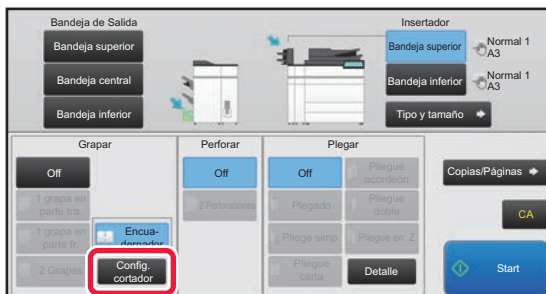 Bandeja de Salida
Insertador
Bandeja superior
Bandeja central
Bandeja inferior
Bandeja superior
Normal 1
A3
Bandeja inferior
Normal 1
A3
Tipo y tamaño
Grapar
Perforar
Plegar
Off
1 grapa en
parte tra.
1 grapa en
parte fr.
2 Grapas
Encua-
dernador
Config.
cortador
Off
2 Perforaciones
Off
Plegado
Pliege simp.
Pliegue
carta
Pliegue
acordeón
Pliegue
doble
Pliegue en Z
Detalle
Copias/Páginas
CA
Start